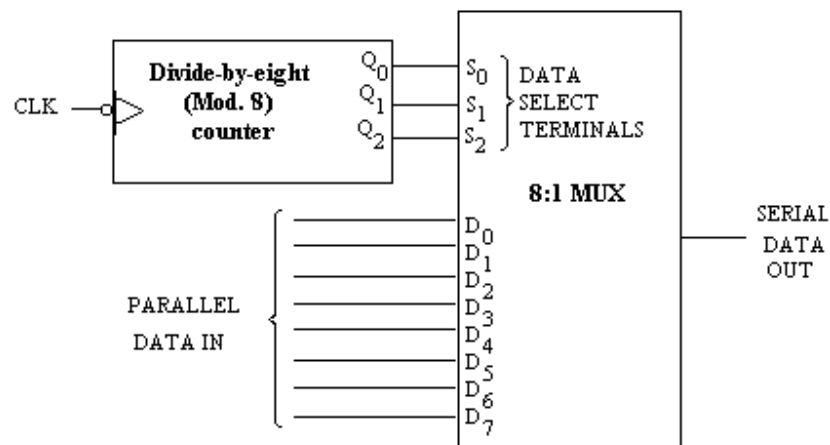 Divide-by-eight
(Mod. 8)
counter
CLK
Q0
Q1
Q2
S0
S1
S2
DATA
SELECT
TERMINALS
8:1 MUX
PARALLEL
DATA IN
D0
D1
D2
D3
D4
D5
D6
D7
SERIAL
DATA
OUT